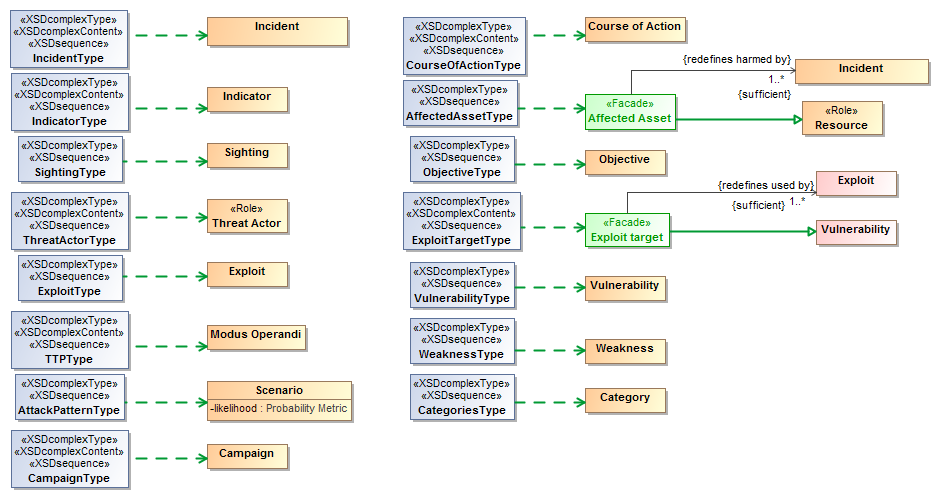 «XSDcomplexType»
«XSDcomplexContent»
«XSDsequence»
IncidentType
Incident
«XSDcomplexType»
«XSDcomplexContent»
«XSDsequence»
IndicatorType
Indicator
«XSDcomplexType»
«XSDsequence»
SightingType
Sighting
«XSDcomplexType»
«XSDcomplexContent»
«XSDsequence»
ThreatActorType
«Role»
Threat Actor
«XSDcomplexType»
«XSDsequence»
ExploitType
Exploit
«XSDcomplexType»
«XSDcomplexContent»
«XSDsequence»
TTPType
Modus Operandi
«XSDcomplexType»
«XSDsequence»
AttackPatternType
Scenario
-likelihood : Probability Metric
«XSDcomplexType»
«XSDcomplexContent»
«XSDsequence»
CampaignType
Campaign
«XSDcomplexType»
«XSDcomplexContent»
«XSDsequence»
CourseOfActionType
Course of Action
«XSDcomplexType»
«XSDsequence»
AffectedAssetType
«Facade»
Affected Asset
{redefines harmed by}
1..*
{sufficient}
Incident
«Role»
Resource
«XSDcomplexType»
«XSDsequence»
ObjectiveType
Objective
«XSDcomplexType»
«XSDcomplexContent»
«XSDsequence»
ExploitTargetType
«Facade»
Exploit target
{redefines used by}
1..*
{sufficient}
Exploit
Vulnerability
«XSDcomplexType»
«XSDsequence»
VulnerabilityType
Vulnerability
«XSDcomplexType»
«XSDsequence»
WeaknessType
Weakness
«XSDcomplexType»
«XSDsequence»
CategoriesType
Category